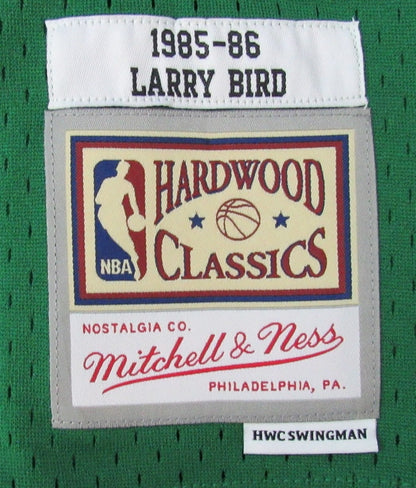 1985-86
LARRY BIRD
HARDWOOD
NBA
CLASSICS
NOSTALGIA CO.
Mitchell & Ness
PHILADELPHIA, PA.
HWC SWINGMAN